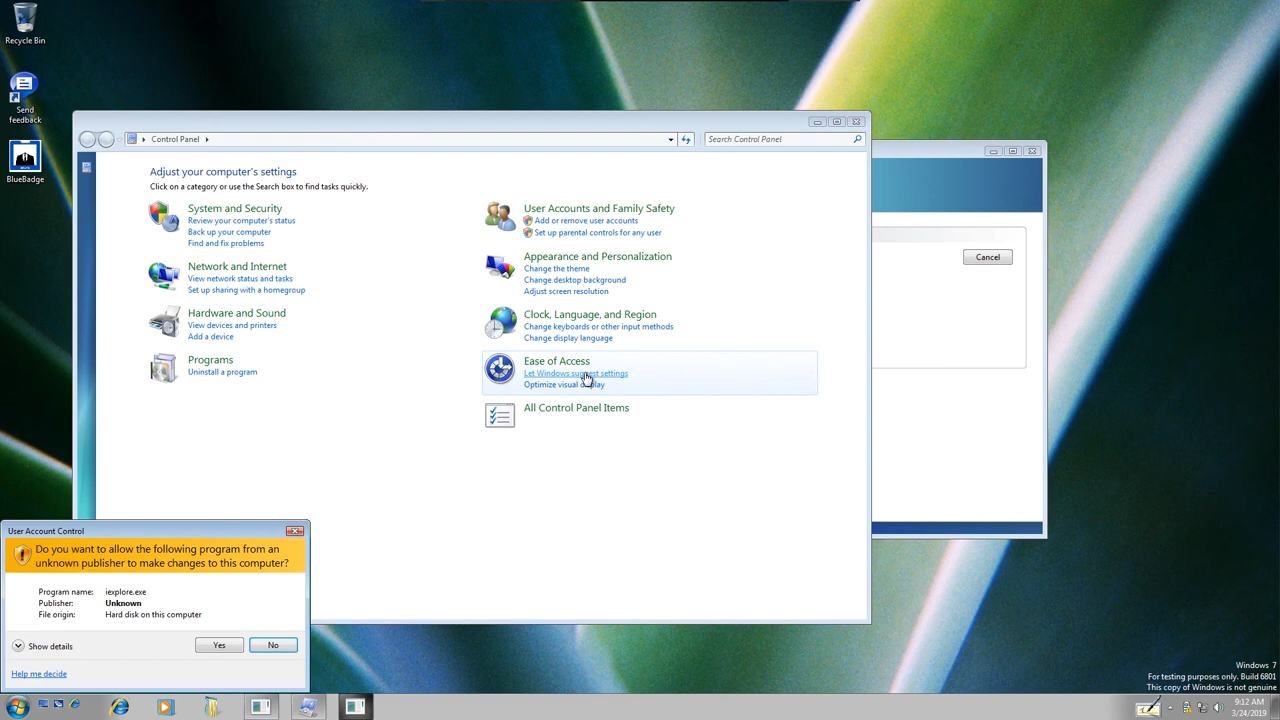 Recycle Bin
Send
feedback
BlueBadge
Control Panel
Search Control Panel
Adjust your computer's settings
Click on a category or use the Search box to find tasks quickly.
System and Security
Review your computer's status
Back up your computer
Find and fix problems
Network and Internet
View network status and tasks
Set up sharing with a homegroup
Hardware and Sound
View devices and printers
Add a device
Programs
Uninstall a program
User Accounts and Family Safety
Add or remove user accounts
Set up parental controls for any user
Appearance and Personalization
Change the theme
Change desktop background
Adjust screen resolution
Clock, Language, and Region
Change keyboards or other input methods
Change display language
Ease of Access
Let Windows suggest settings
Optimize visual display
All Control Panel Items
Cancel
User Account Control
Do you want to allow the following program from an
unknown publisher to make changes to this computer?
Program name: iexplore.exe
Publisher: Unknown
File origin: Hard disk on this computer
Show details
Yes
No
Help me decide
Windows 7
For testing purposes only. Build 6801
This copy of Windows is not genuine
9:12 AM
3/24/2019